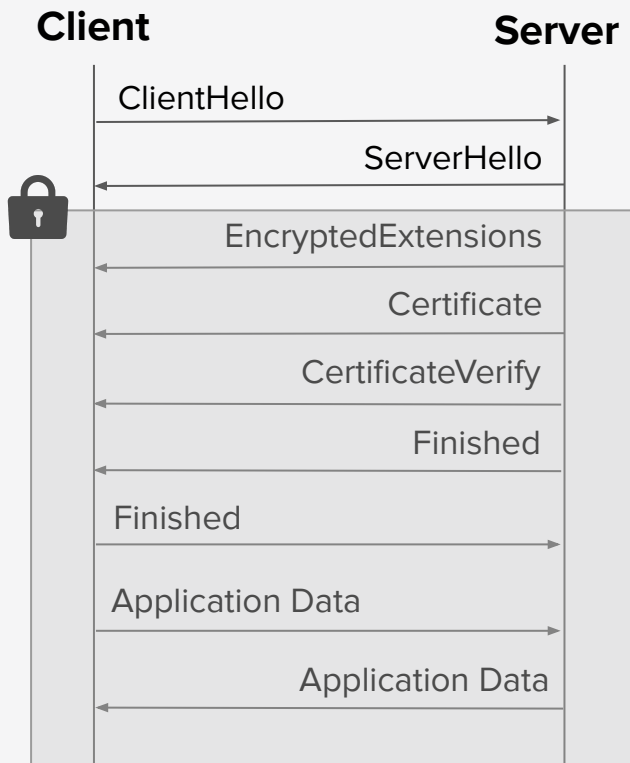 Client
Server
ClientHello
ServerHello
EncryptedExtensions
Certificate
CertificateVerify
Finished
Finished
Application Data
Application Data